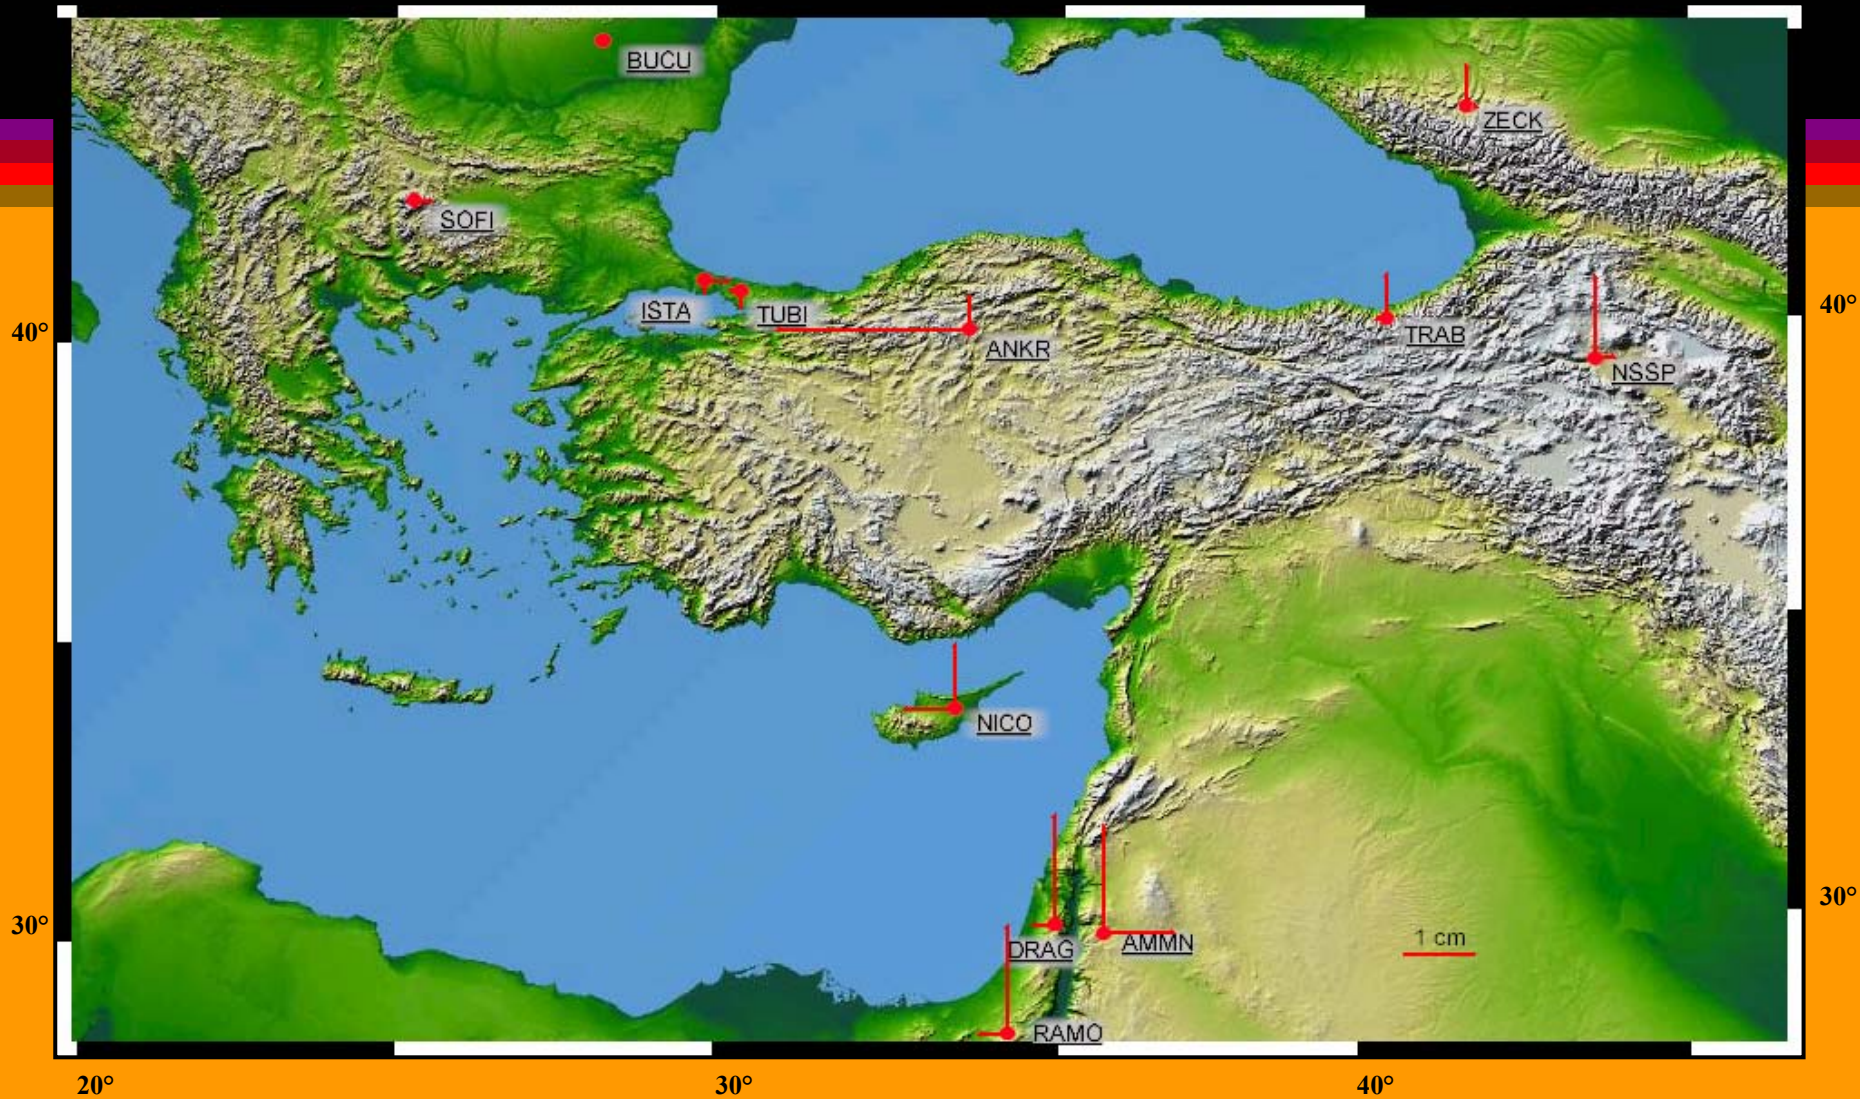 BUCU
ZECK
SOFI
ISTA
TUBI
ANKR
TRAB
NSSP
40°
40°
NICO
30°
30°
DRAG
AMMN
1 cm
RAMO
20°
30°
40°